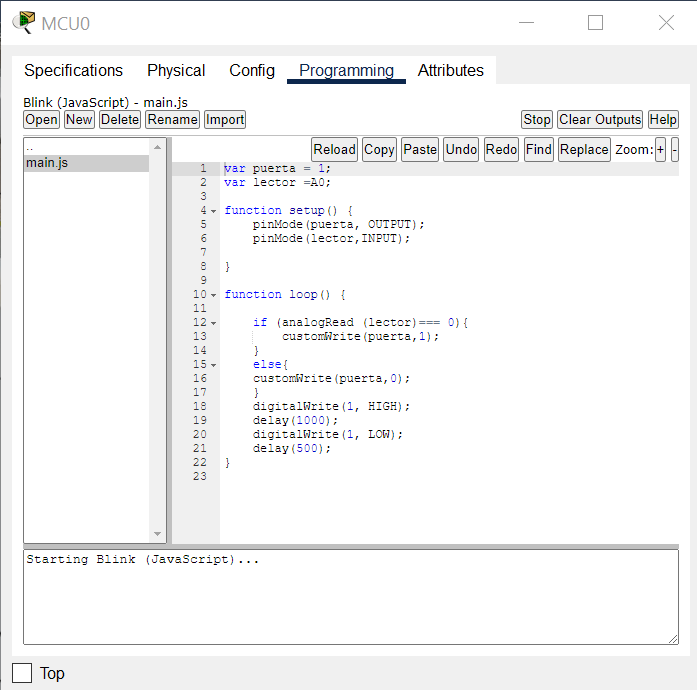 MCU0
Specifications Physical Config Programming Attributes
Blink (JavaScript) - main.js
Open New Delete Rename Import Stop Clear Outputs Help
..
main.js
Reload Copy Paste Undo Redo Find Replace Zoom: + -
1 var puerta = 1;
2 var lector =A0;
3
4 function setup() {
5     pinMode(puerta, OUTPUT);
6     pinMode(lector,INPUT);
7
8 }
9
10 function loop() {
11
12     if (analogRead (lector)=== 0){
13         customWrite(puerta,1);
14     }
15     else{
16     customWrite(puerta,0);
17     }
18     digitalWrite(1, HIGH);
19     delay(1000);
20     digitalWrite(1, LOW);
21     delay(500);
22 }
23
Starting Blink (JavaScript)...
Top